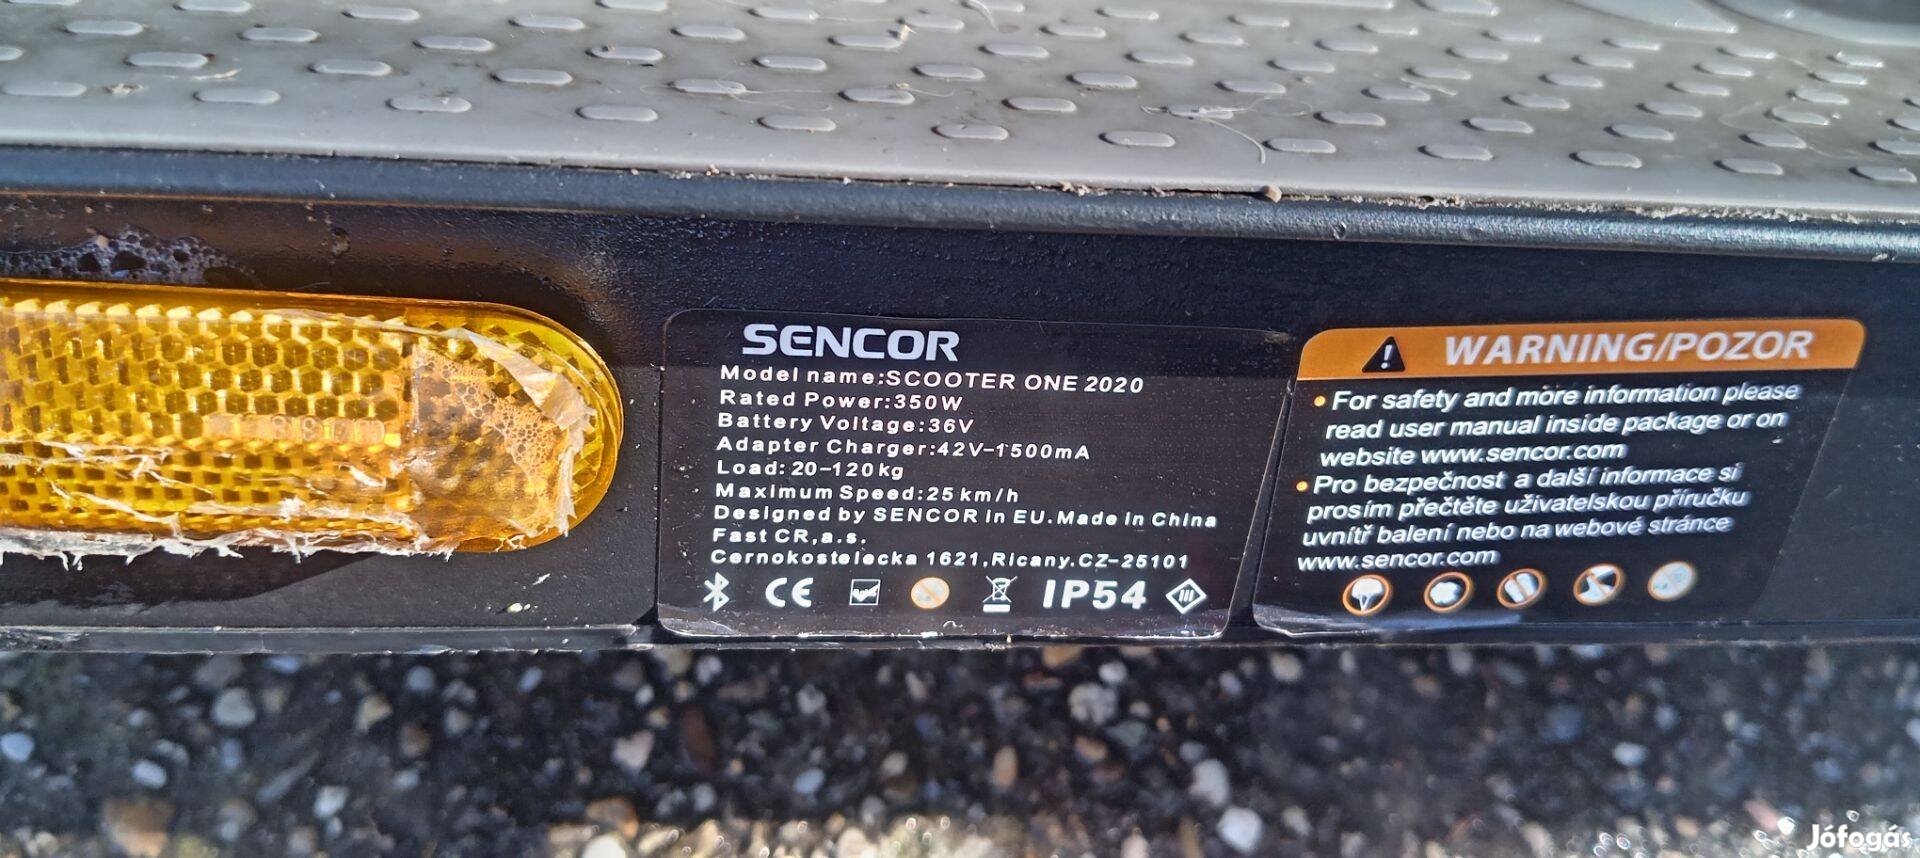 SENCOR
Model name:SCOOTER ONE 2020
Rated Power:350W
Battery Voltage:36V
Adapter Charger:42V-1500mA
Load:20-120kg
Maximum Speed:25km/h
Designed by SENCOR in EU.Made in China
Fast CR,a.s.
Cernokostelecka 1621,Ricany.CZ-25101
CE
RoHS
IP54
WARNING/POZOR
• For safety and more information please
read user manual inside package or on
website www.sencor.com
• Pro bezpečnost a další informace si
prosím přečtěte uživatelskou příručku
uvnitř balení nebo na webové stránce
www.sencor.com
Jófogás